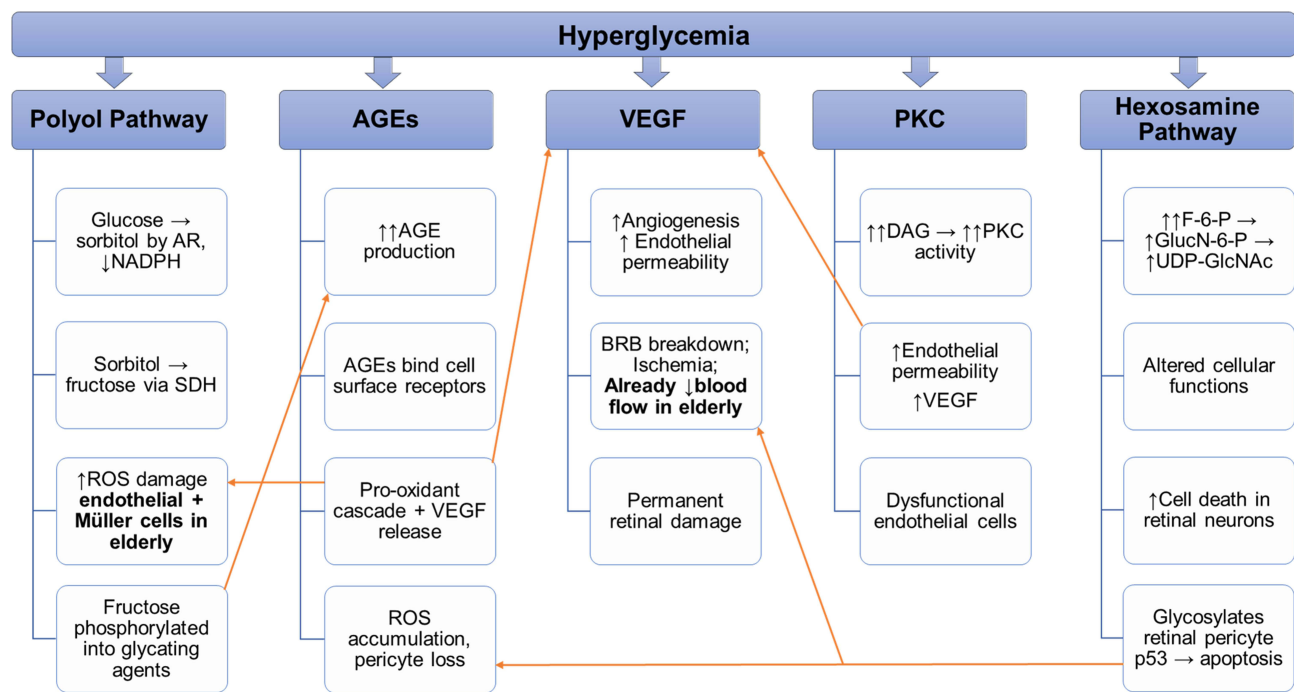 Hyperglycemia
Polyol Pathway
Glucose →
sorbitol by AR,
↓NADPH
Sorbitol →
fructose via SDH
↑ROS damage
endothelial +
Müller cells in
elderly
Fructose
phosphorylated
into glycating
agents
AGEs
↑↑AGE
production
AGEs bind cell
surface receptors
Pro-oxidant
cascade + VEGF
release
ROS
accumulation,
pericyte loss
VEGF
↑Angiogenesis
↑ Endothelial
permeability
BRB breakdown;
Ischemia;
Already ↓blood
flow in elderly
Permanent
retinal damage
PKC
↑↑DAG → ↑↑PKC
activity
↑Endothelial
permeability
↑VEGF
Dysfunctional
endothelial cells
Hexosamine
Pathway
↑↑F-6-P →
↑GlucN-6-P →
↑UDP-GlcNAc
Altered cellular
functions
↑Cell death in
retinal neurons
Glycosylates
retinal pericyte
p53 → apoptosis